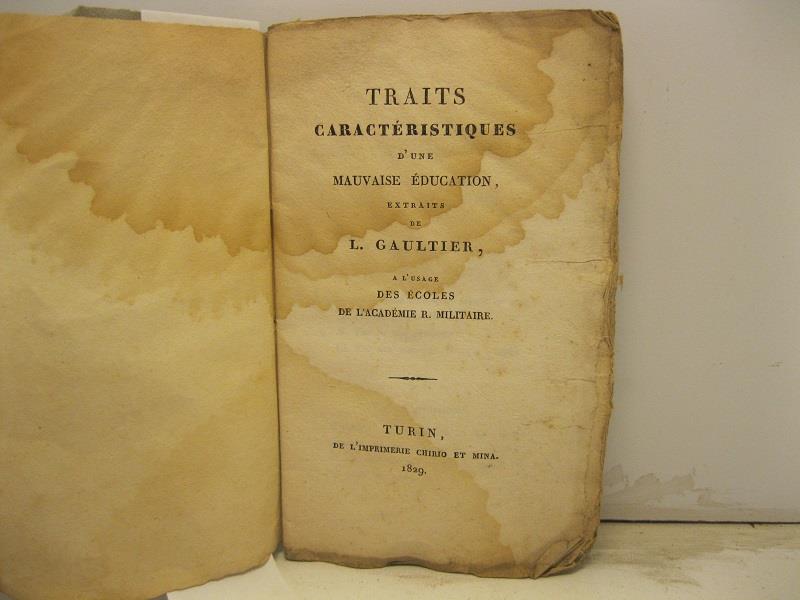 TRAITS
CARACTÉRISTIQUES
D'UNE
MAUVAISE ÉDUCATION,
EXTRAITS
DE
L. GAULTIER,
A L'USAGE
DES ÉCOLES
DE L'ACADÉMIE R. MILITAIRE.
TURIN,
DE L'IMPRIMERIE CHIRIO ET MINA.
1829.